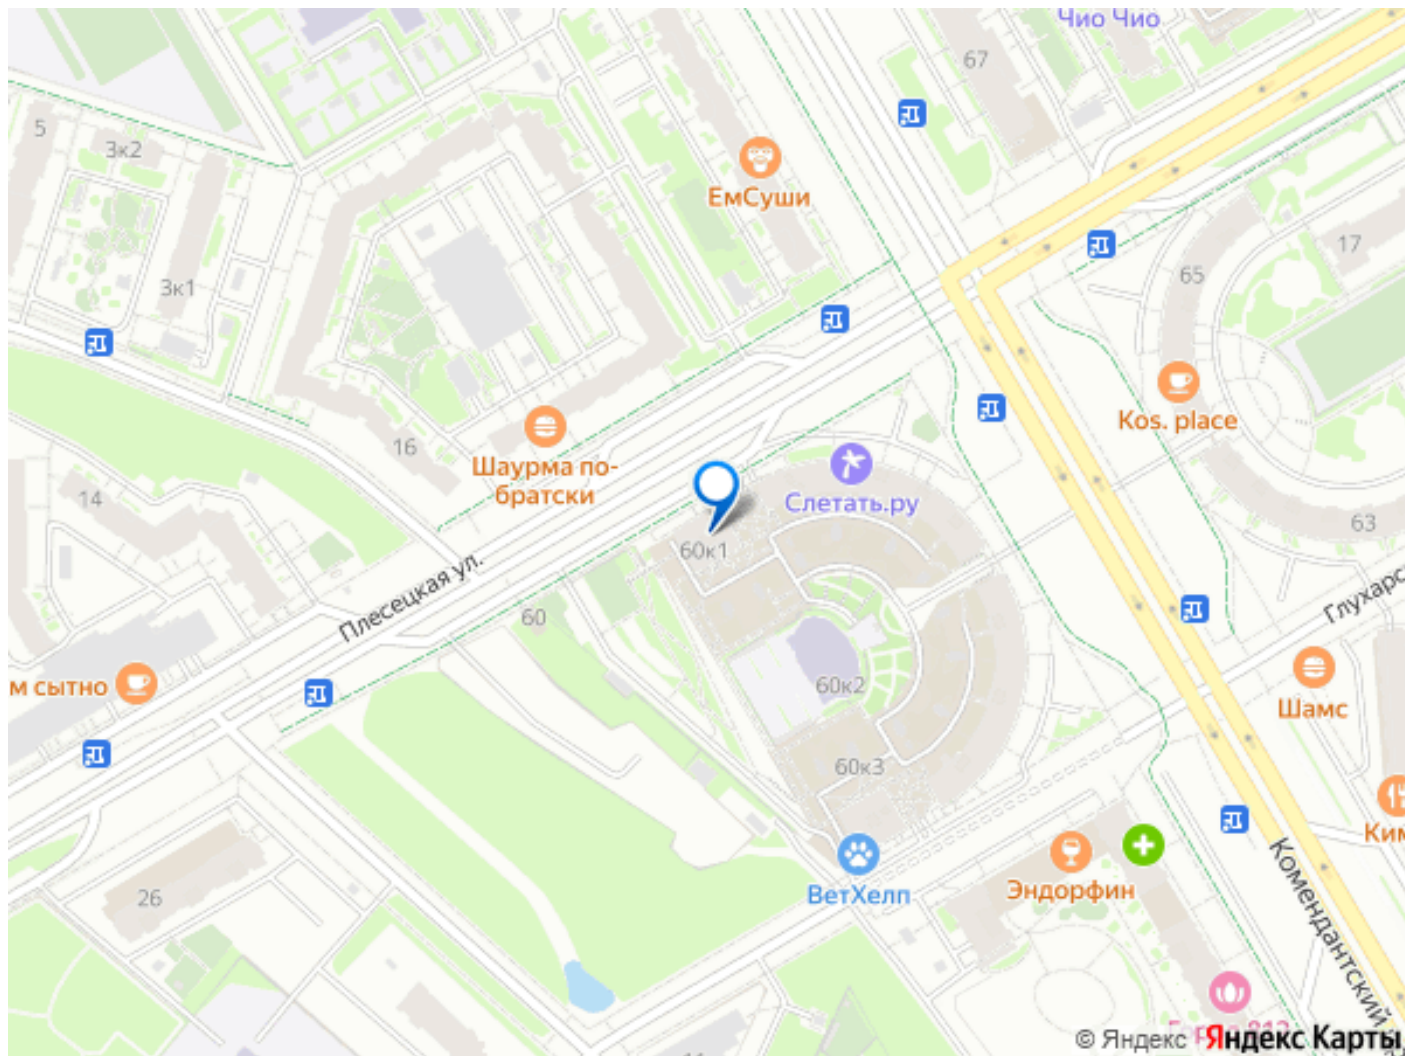 Чио Чио
67
5
3к2
ЕмСуши
17
65
3к1
Kos. place
16
Шаурма по-
братски
14
Слетать.ру
63
60к1
Плесецкая ул.
60
Глухарс
м сытно
60к2
Шамс
60к3
Ким
ВетХелп
Эндорфин
26
Комендантский
© Яндекс Яндекс Карты